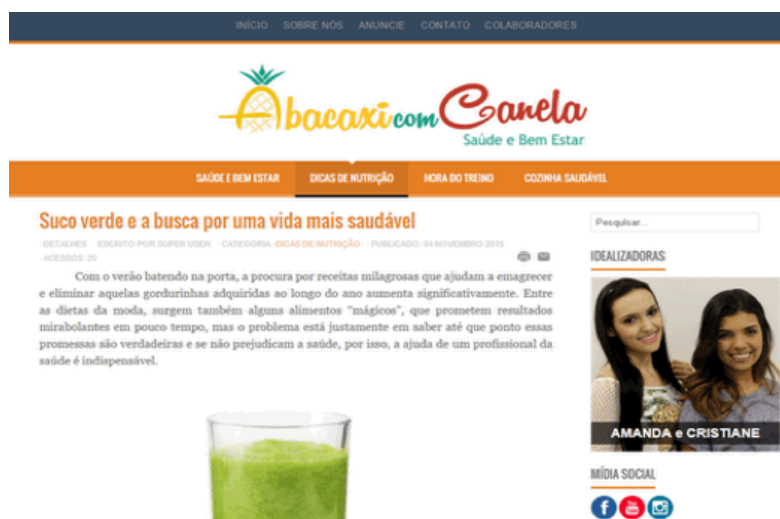 INÍCIO SOBRE NÓS ANUNCIE CONTATO COLABORADORES
Abacaxi com Canela
Saúde e Bem Estar
SAÚDE E BEM ESTAR DICAS DE NUTRIÇÃO HORA DO TREINO COZINHA SAUDÁVEL
Suco verde e a busca por uma vida mais saudável
DETALHES ESCRITO POR SUPER USER CATEGORIA: DICAS DE NUTRIÇÃO PUBLICADO: 04 NOVEMBRO 2015
ACESSOS: 25
Com o verão batendo na porta, a procura por receitas milagrosas que ajudam a emagrecer
e eliminar aquelas gordurinhas adquiridas ao longo do ano aumenta significativamente. Entre
as dietas da moda, surgem também alguns alimentos "mágicos", que prometem resultados
mirabolantes em pouco tempo, mas o problema está justamente em saber até que ponto essas
promessas são verdadeiras e se não prejudicam a saúde, por isso, a ajuda de um profissional da
saúde é indispensável.
Pesquisar...
IDEALIZADORAS
AMANDA e CRISTIANE
MÍDIA SOCIAL